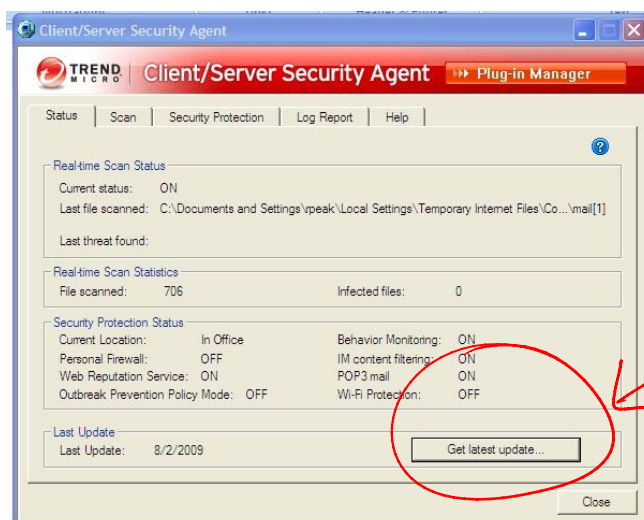 Client/Server Security Agent
TREND MICRO Client/Server Security Agent Plug-in Manager
Status Scan Security Protection Log Report Help
Real-time Scan Status
Current status: ON
Last file scanned: C:\Documents and Settings\rpeak\Local Settings\Temporary Internet Files\Co...\mail[1]
Last threat found:
Real-time Scan Statistics
File scanned: 706 Infected files: 0
Security Protection Status
Current Location: In Office Behavior Monitoring: ON
Personal Firewall: OFF IM content filtering: ON
Web Reputation Service: ON POP3 mail ON
Outbreak Prevention Policy Mode: OFF Wi-Fi Protection: OFF
Last Update
Last Update: 8/2/2009 Get latest update...
Close